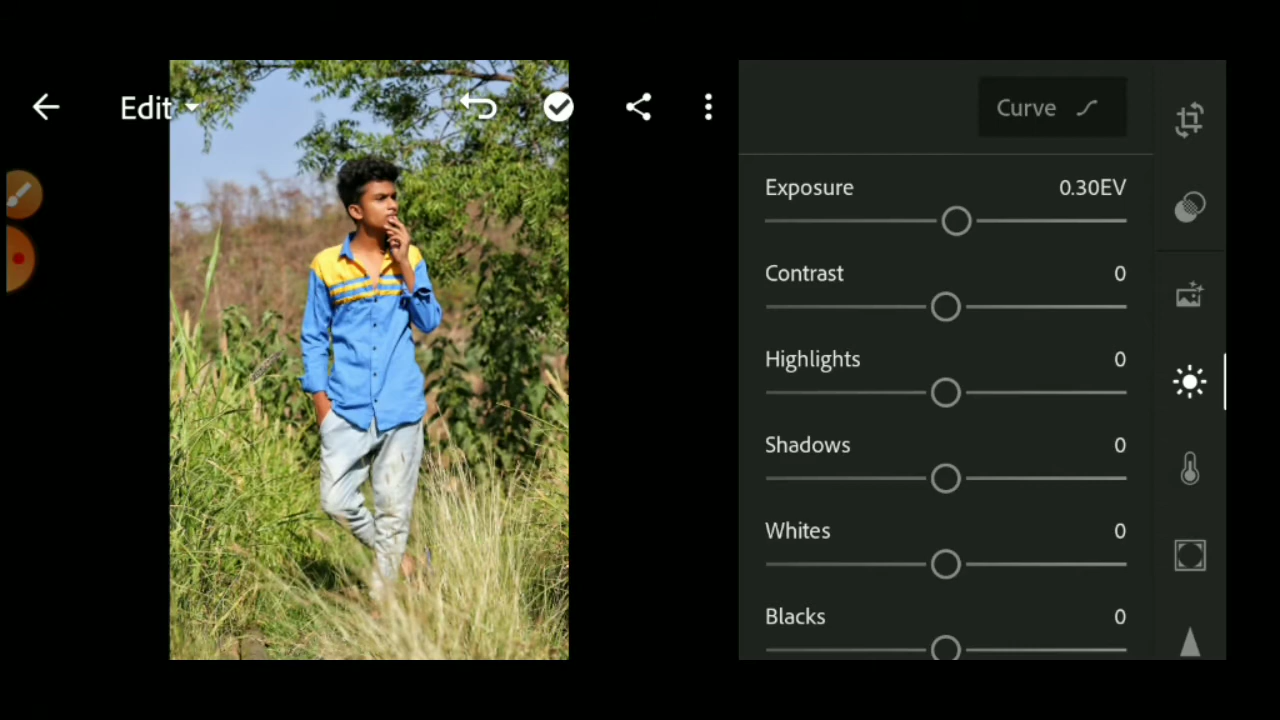 Edit
Curve
Exposure 0.30EV
Contrast 0
Highlights 0
Shadows 0
Whites 0
Blacks 0